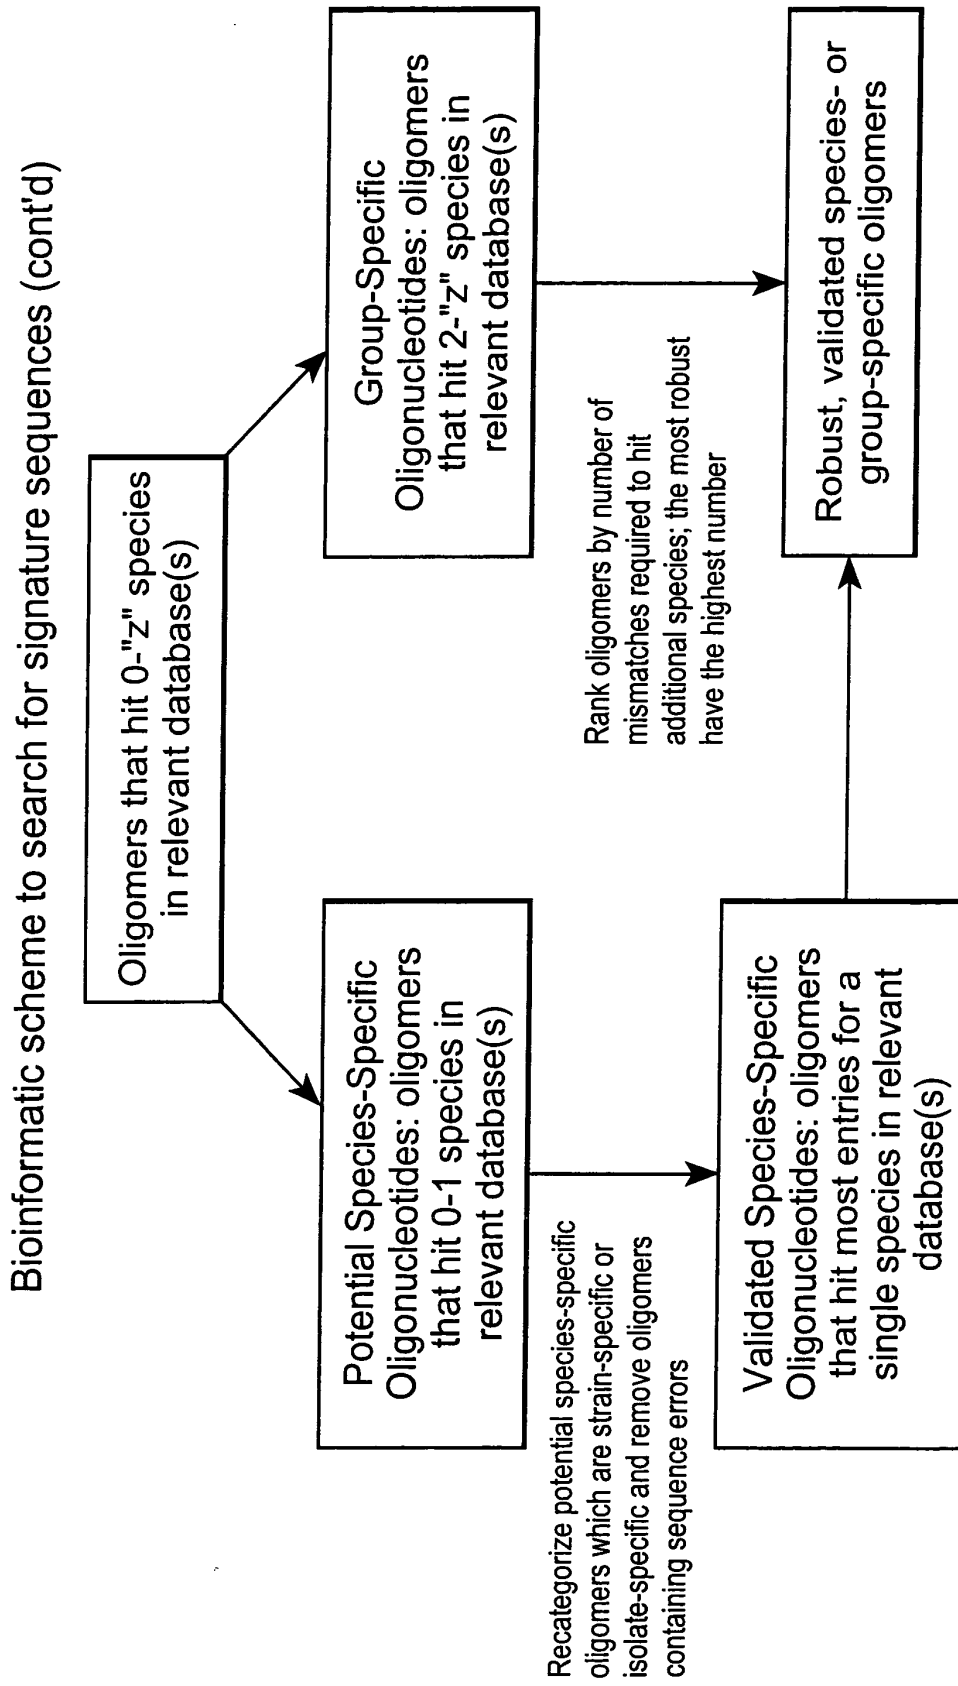 Bioinformatic scheme to search for signature sequences (cont'd)
Oligomers that hit 0-"z" species
in relevant database(s)
Potential Species-Specific
Oligonucleotides: oligomers
that hit 0-1 species in
relevant database(s)
Group-Specific
Oligonucleotides: oligomers
that hit 2-"z" species in
relevant database(s)
Recategorize potential species-specific
oligomers which are strain-specific or
isolate-specific and remove oligomers
containing sequence errors
Rank oligomers by number of
mismatches required to hit
additional species; the most robust
have the highest number
Validated Species-Specific
Oligonucleotides: oligomers
that hit most entries for a
single species in relevant
database(s)
Robust, validated species- or
group-specific oligomers